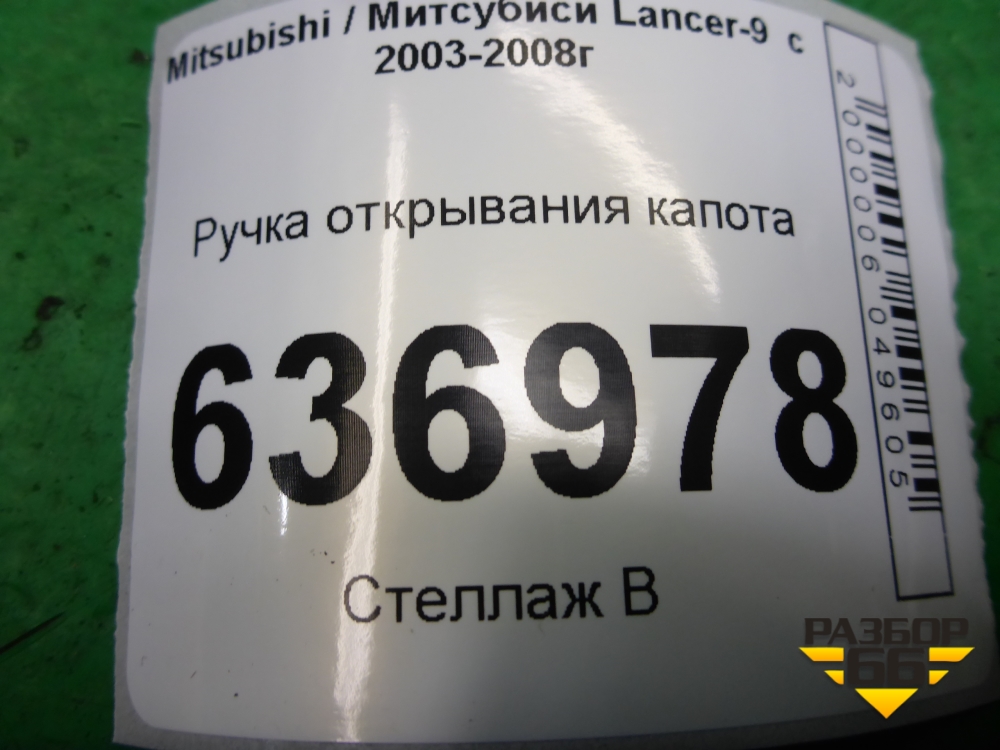 Mitsubishi / Митсубиси Lancer-9 с
2003-2008г
Ручка открывания капота
636978
Стеллаж В
2000006049605
РАЗБОР
66